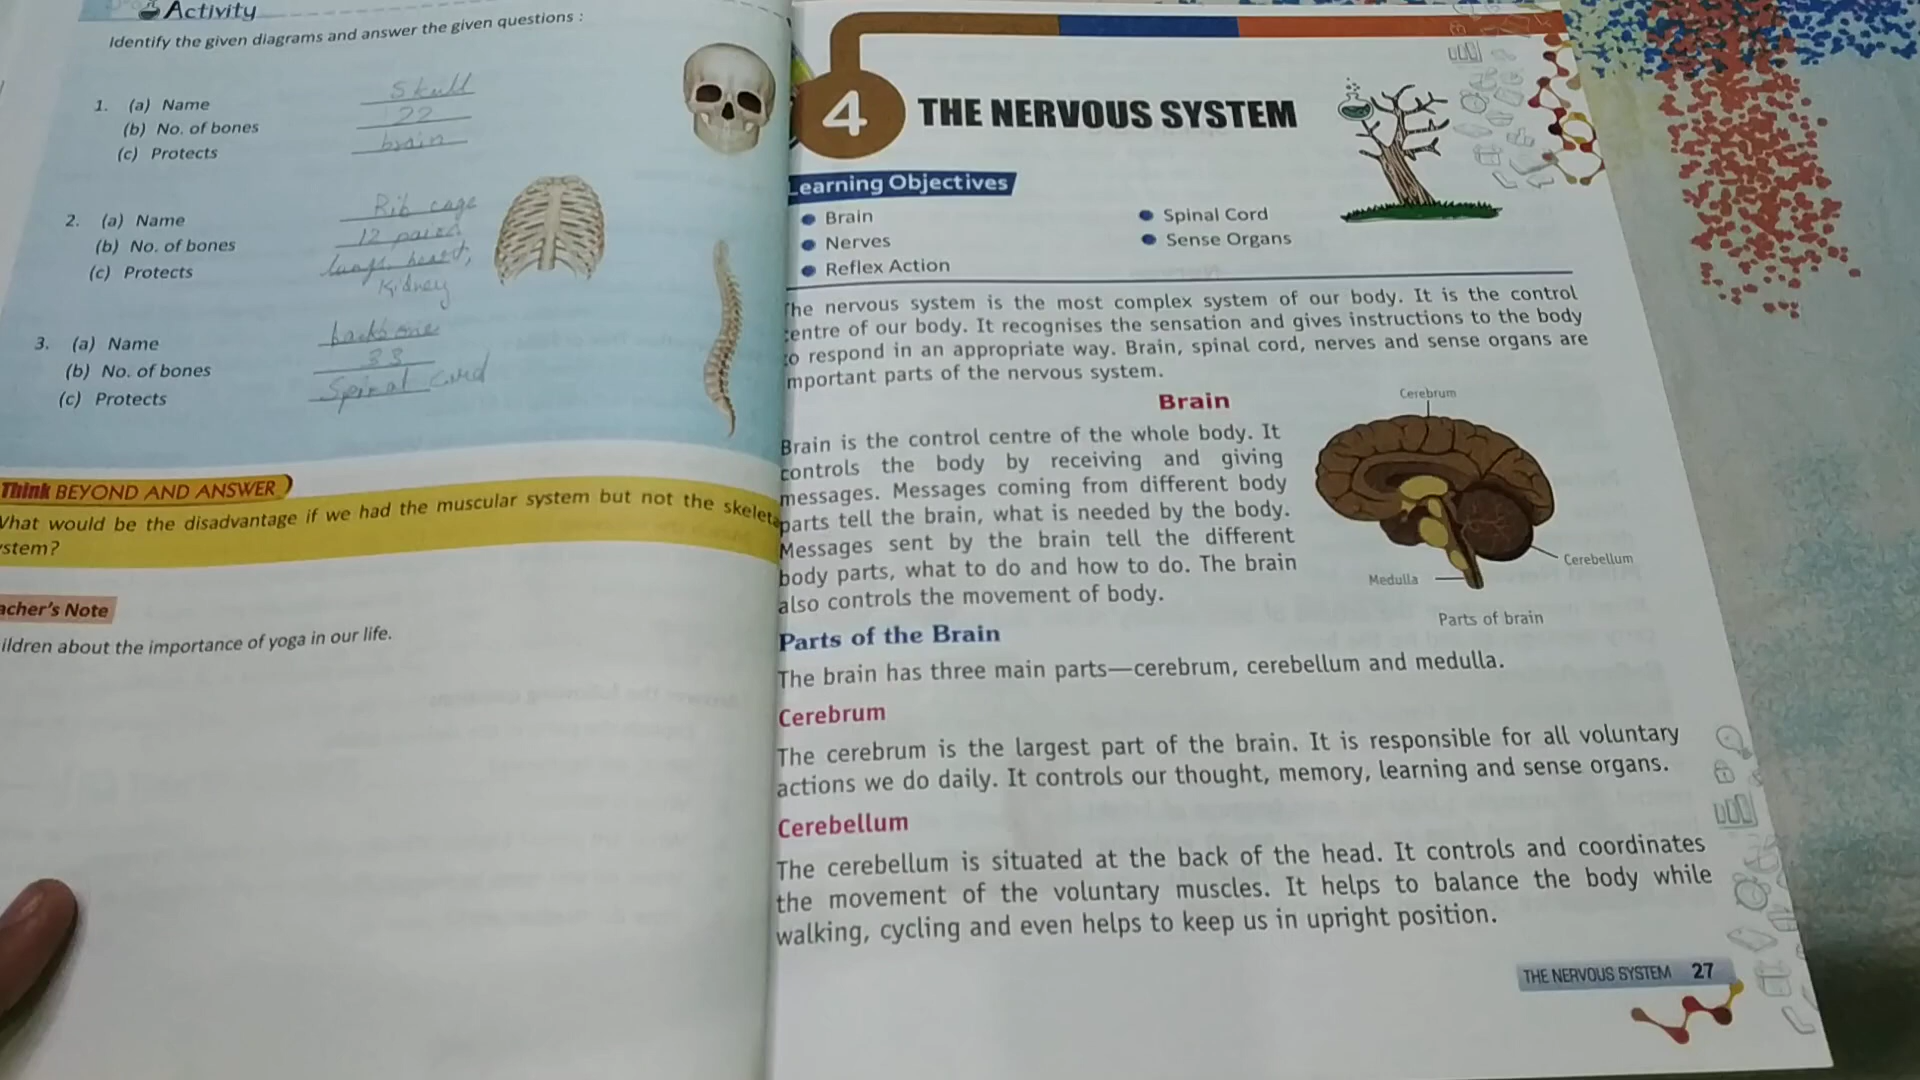 Activity
Identify the given diagrams and answer the given questions :
1. (a) Name Skull
(b) No. of bones 22
(c) Protects brain
2. (a) Name Rib cage
(b) No. of bones 12 paired
(c) Protects lungs, heart,
Kidney
3. (a) Name backbone
(b) No. of bones 33
(c) Protects Spinal cord
Think BEYOND AND ANSWER
What would be the disadvantage if we had the muscular system but not the skeleta
stem?
acher's Note
ildren about the importance of yoga in our life.
4 THE NERVOUS SYSTEM
Learning Objectives
Brain
Nerves
Reflex Action
Spinal Cord
Sense Organs
The nervous system is the most complex system of our body. It is the control
centre of our body. It recognises the sensation and gives instructions to the body
to respond in an appropriate way. Brain, spinal cord, nerves and sense organs are
mportant parts of the nervous system.
Brain
Brain is the control centre of the whole body. It
controls the body by receiving and giving
messages. Messages coming from different body
parts tell the brain, what is needed by the body.
Messages sent by the brain tell the different
body parts, what to do and how to do. The brain
also controls the movement of body.
Cerebrum
Cerebellum
Medulla
Parts of brain
Parts of the Brain
The brain has three main parts—cerebrum, cerebellum and medulla.
Cerebrum
The cerebrum is the largest part of the brain. It is responsible for all voluntary
actions we do daily. It controls our thought, memory, learning and sense organs.
Cerebellum
The cerebellum is situated at the back of the head. It controls and coordinates
the movement of the voluntary muscles. It helps to balance the body while
walking, cycling and even helps to keep us in upright position.
THE NERVOUS SYSTEM 27